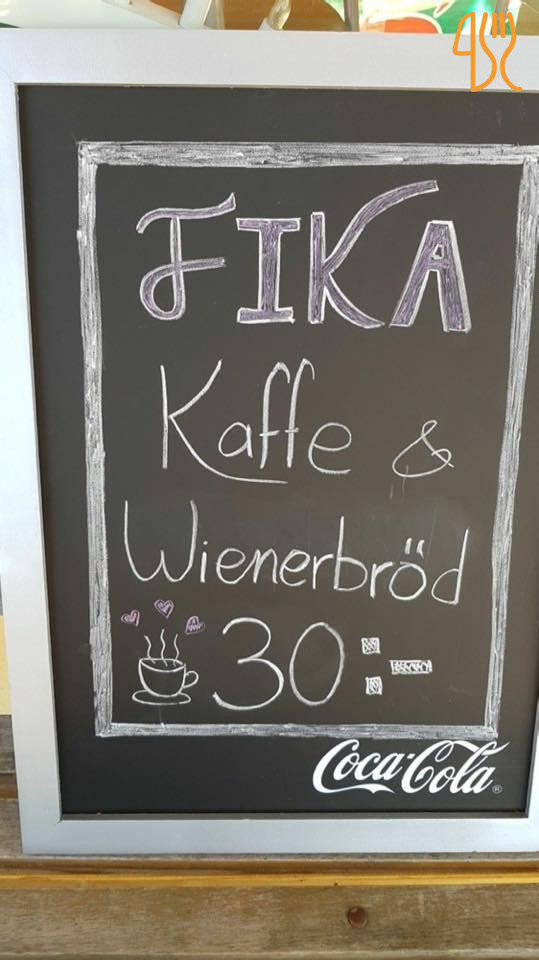 FIKA
Kaffe &
Wienerbröd
30:-
Coca-Cola®